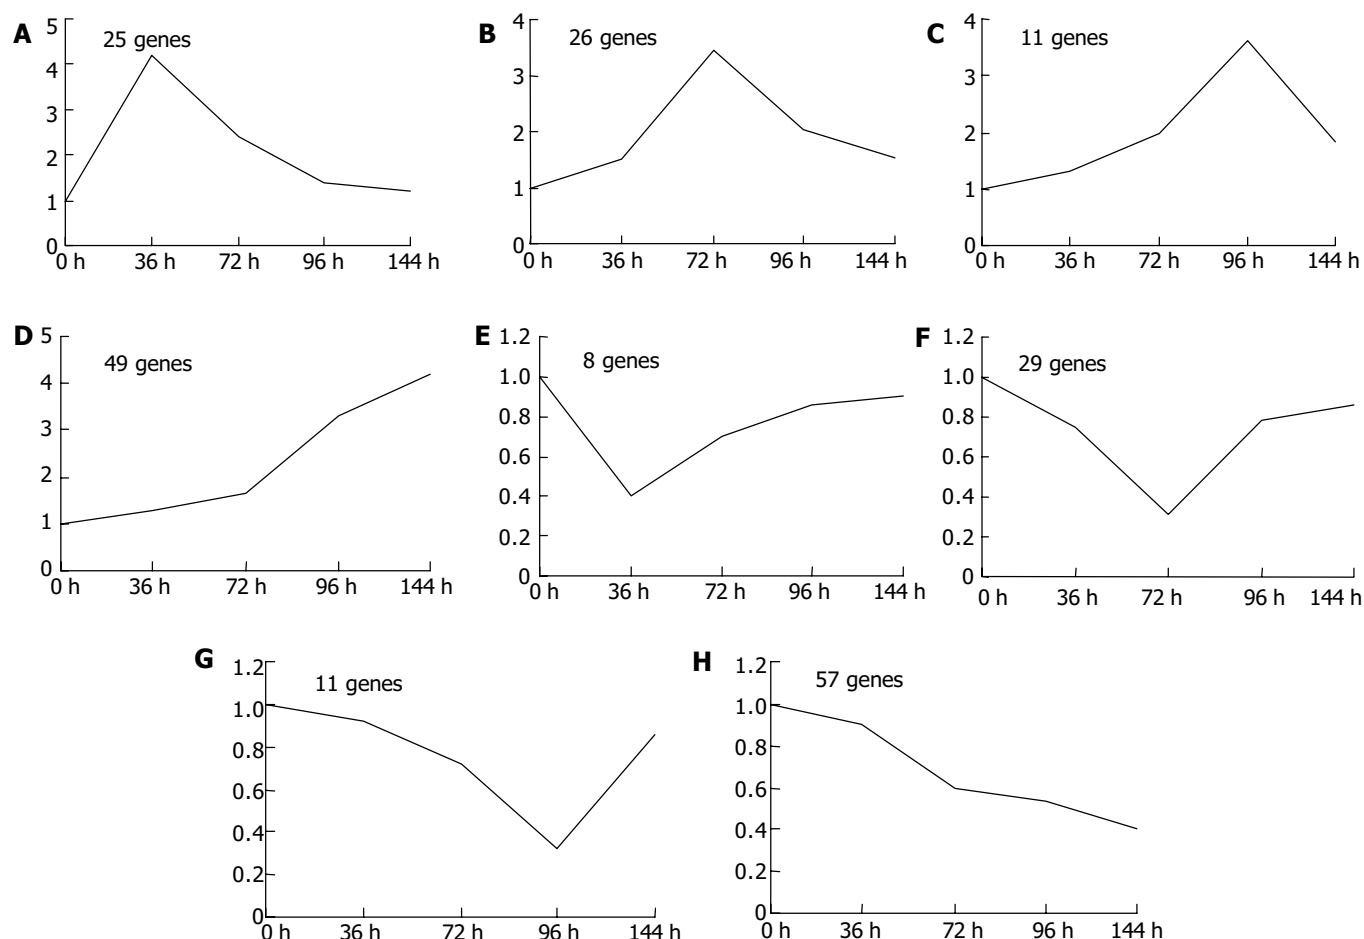 A
25 genes
5
4
3
2
1
0
0 h 36 h 72 h 96 h 144 h
B
26 genes
4
3
2
1
0
0 h 36 h 72 h 96 h 144 h
C
11 genes
4
3
2
1
0
0 h 36 h 72 h 96 h 144 h
D
49 genes
5
4
3
2
1
0
0 h 36 h 72 h 96 h 144 h
E
8 genes
1.2
1.0
0.8
0.6
0.4
0.2
0
0 h 36 h 72 h 96 h 144 h
F
29 genes
1.2
1.0
0.8
0.6
0.4
0.2
0
0 h 36 h 72 h 96 h 144 h
G
11 genes
1.2
1.0
0.8
0.6
0.4
0.2
0
0 h 36 h 72 h 96 h 144 h
H
57 genes
1.2
1.0
0.8
0.6
0.4
0.2
0
0 h 36 h 72 h 96 h 144 h